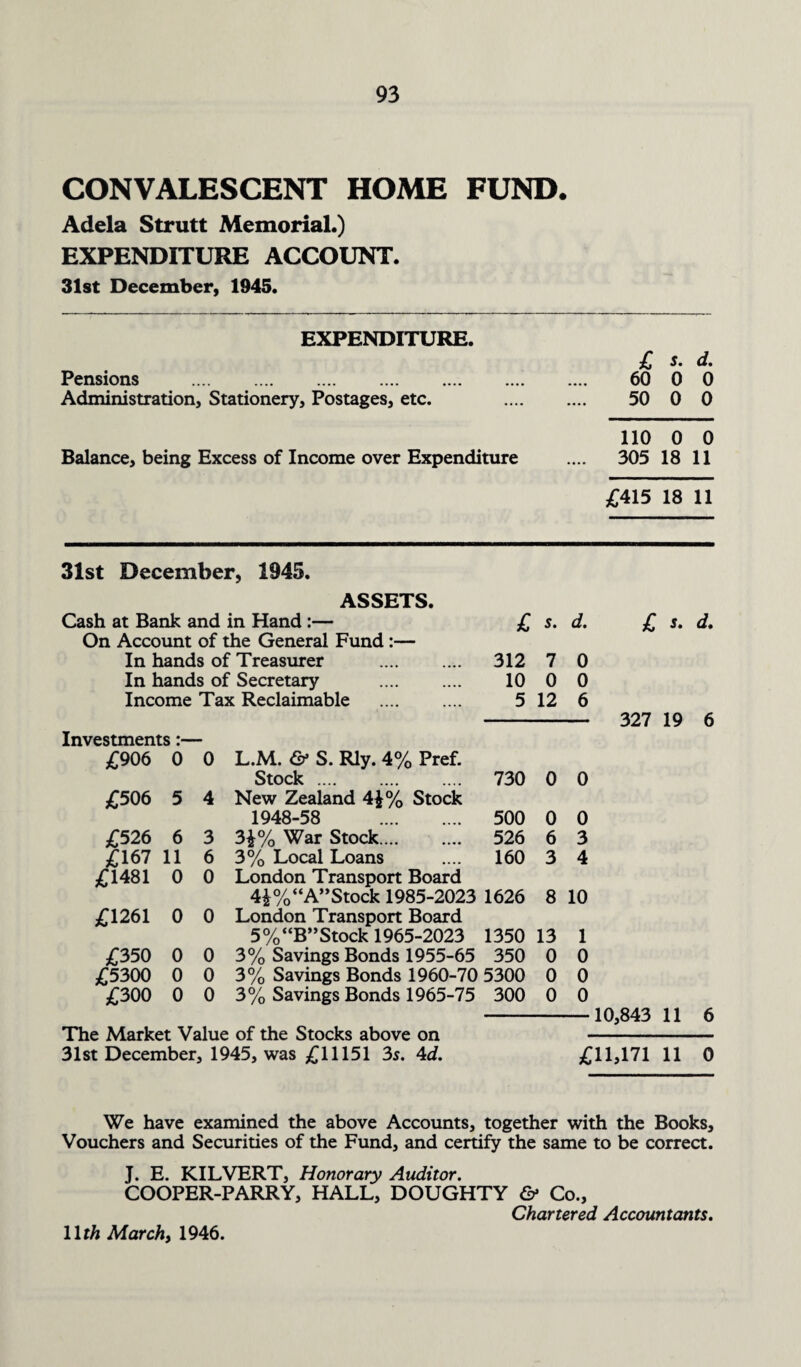 93
CONVALESCENT HOME FUND.
Adela Strutt Memorial.)
EXPENDITURE ACCOUNT.
31st December, 1945.
EXPENDITURE.
£ s. d.
Pensions .... .... .... .... .... .... .... 60 0 0
Administration, Stationery, Postages, etc. .... .... 50 0 0
110 0 0
Balance, being Excess of Income over Expenditure .... 305 18 11
£415 18 11
31st December, 1945.
ASSETS.
Cash at Bank and in Hand :— £ s. d. £ s. d.
On Account of the General Fund :—
In hands of Treasurer .... .... 312 7 0
In hands of Secretary .... .... 10 0 0
Income Tax Reclaimable .... .... 5 12 6
327 19 6
Investments :—
£906 0 0 L.M. & S. Rly. 4% Pref.
Stock .... .... .... 730 0 0
£506 5 4 New Zealand 4½% Stock
1948-58 .... .... 500 0 0
£526 6 3 3½% War Stock.... .... 526 6 3
£167 11 6 3% Local Loans .... 160 3 4
£1481 0 0 London Transport Board
4½%“A”Stock 1985-2023 1626 8 10
£1261 0 0 London Transport Board
5%“B”Stock 1965-2023 1350 13 1
£350 0 0 3% Savings Bonds 1955-65 350 0 0
£5300 0 0 3% Savings Bonds 1960-70 5300 0 0
£300 0 0 3% Savings Bonds 1965-75 300 0 0
10,843 11 6
The Market Value of the Stocks above on
31st December, 1945, was £11151 3s. 4d. £11,171 11 0
We have examined the above Accounts, together with the Books,
Vouchers and Securities of the Fund, and certify the same to be correct.
J. E. KILVERT, Honorary Auditor.
COOPER-PARRY, HALL, DOUGHTY & Co.,
Chartered Accountants.
11th March, 1946.